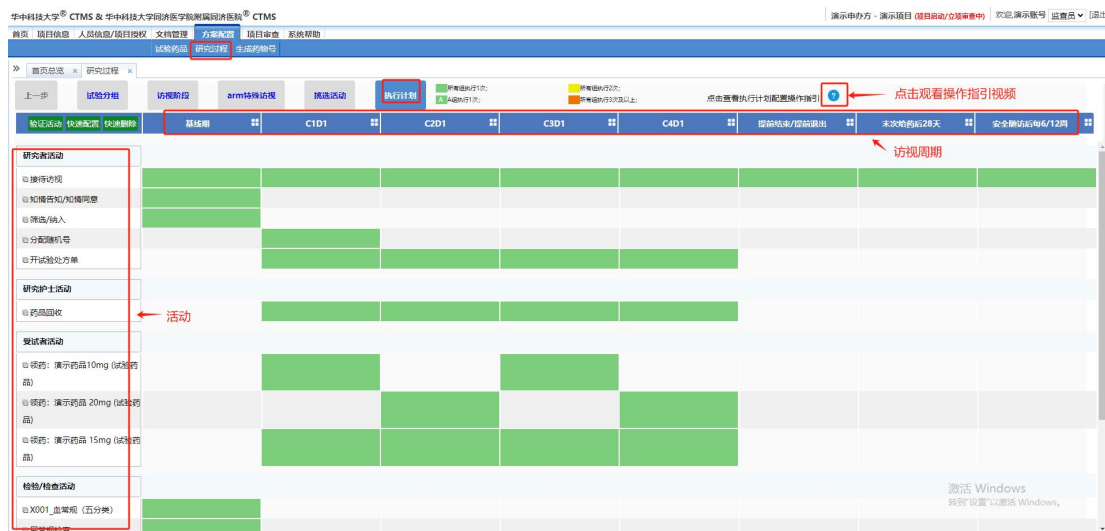 华中科技大学® CTMS & 华中科技大学同济医学院附属同济医院® CTMS 演示申办方 - 演示项目 (项目启动/立项审查中) 欢迎,演示账号 监查员 [退出
首页 项目信息 人员信息/项目授权 文档管理 方案配置 项目审查 系统帮助
试验药品 研究过程 生成药物号
» 首页总览 × 研究过程 ×
上一步 试验分组 访视阶段 arm特殊访视 挑选活动 执行计划
所有组执行1次; 所有组执行2次;
A A组执行1次; 所有组执行3次及以上;
点击查看执行计划配置操作指引 ? 点击观看操作指引视频
验证活动 快速配置 快速删除 基线期 C1D1 C2D1 C3D1 C4D1 提前结束/提前退出 末次给药后28天 安全随访后每6/12周
访视周期
研究者活动
接待访视
知情告知/知情同意
筛选/纳入
分配随机号
开试验处方单
研究护士活动
药品回收
活动
受试者活动
领药：演示药品10mg (试验药
品)
领药：演示药品 20mg (试验药
品)
领药：演示药品 15mg (试验药
品)
检验/检查活动
X001_血常规（五分类）
激活 Windows
转到"设置"以激活 Windows。